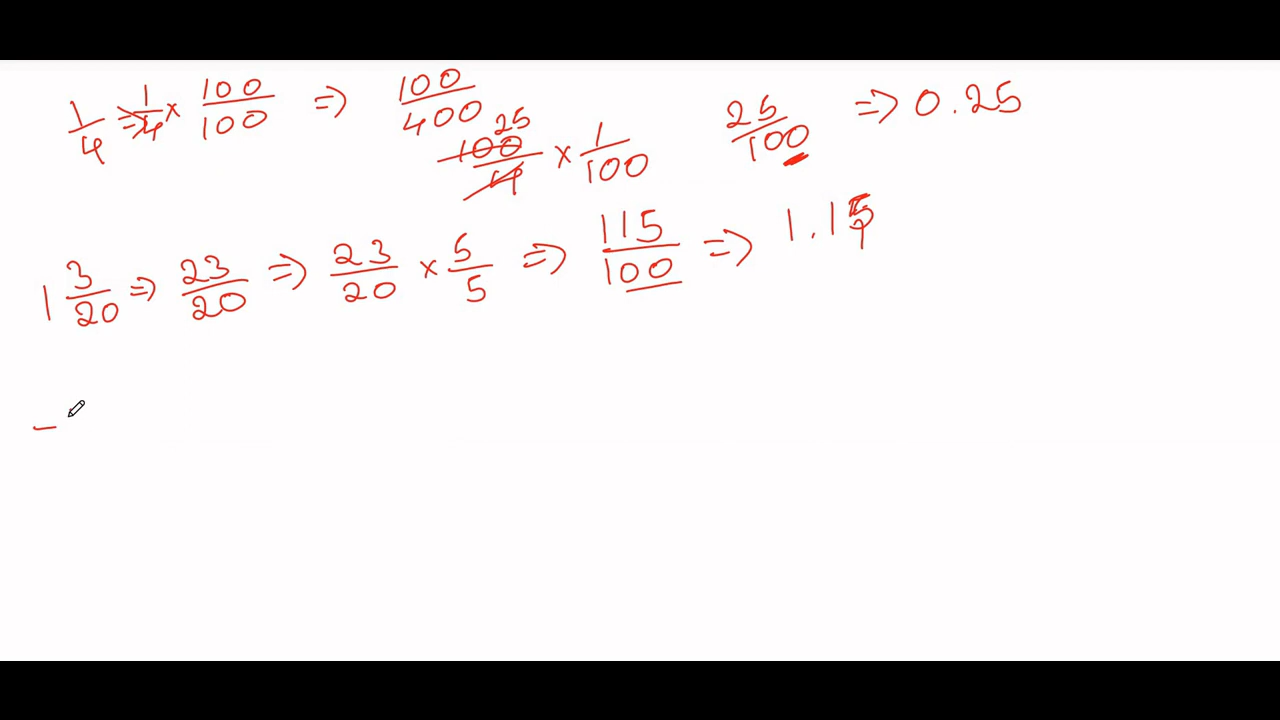 1/4 => 1/4 × 100/100 => 100/400
100/4 25 × 1/100 25/100 => 0.25
1 3/20 => 23/20 => 23/20 × 5/5 => 115/100 => 1.15